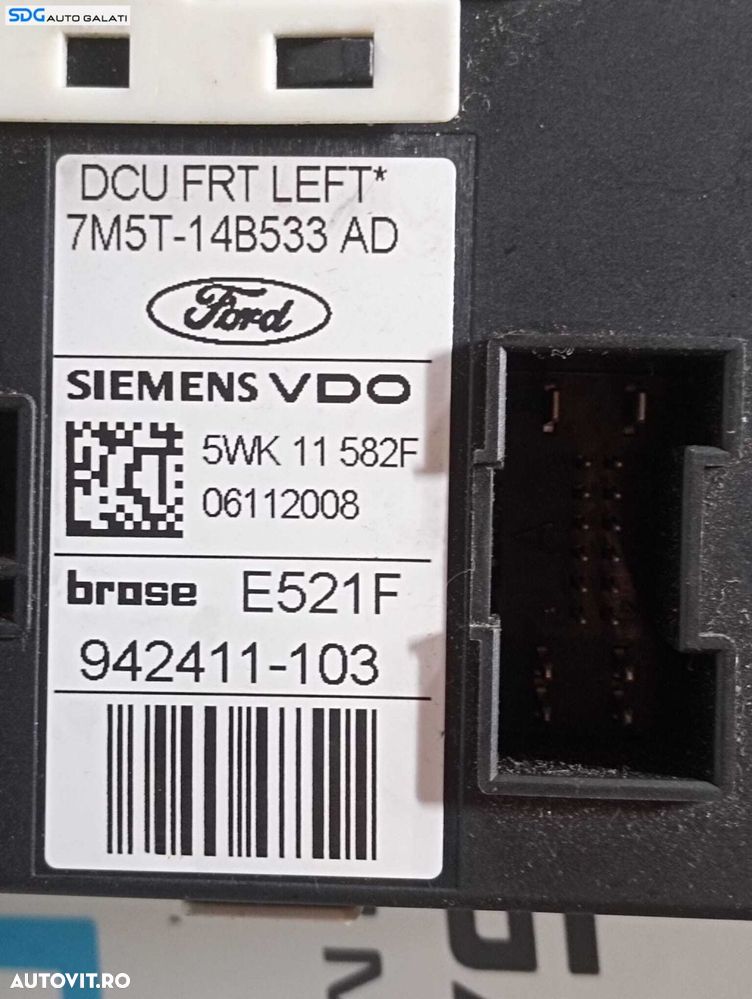 SDG AUTO GALATI
DCU FRT LEFT*
7M5T-14B533 AD
Ford
SIEMENS VDO
5WK 11 582F
06112008
brose E521F
942411-103
AUTOVIT.RO